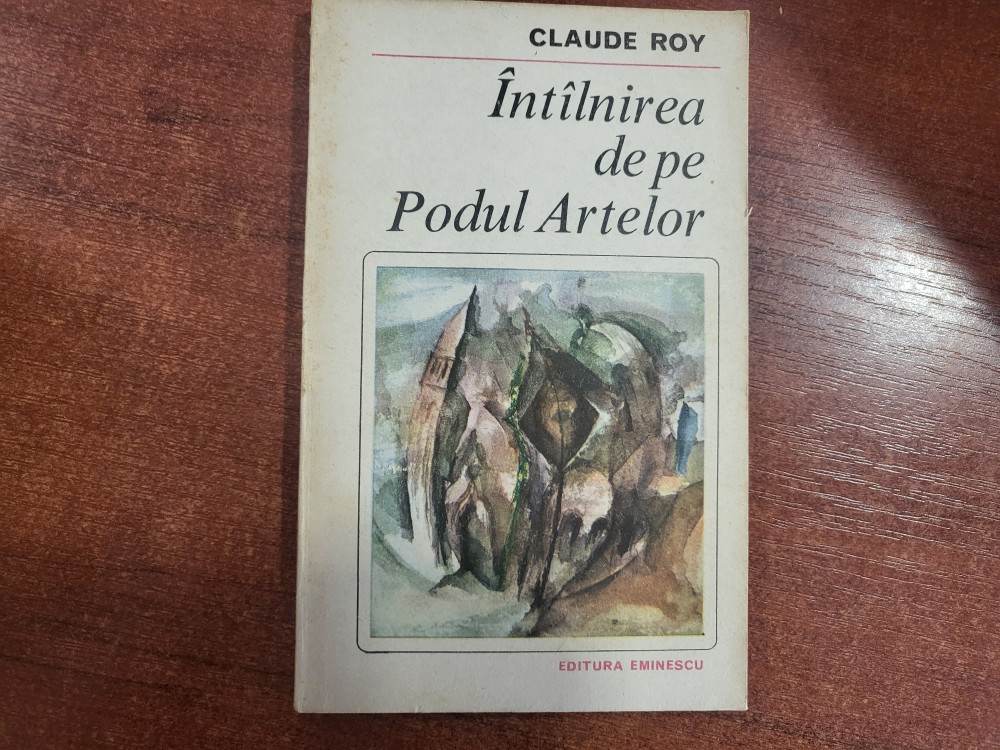 CLAUDE ROY
Întîlnirea
de pe
Podul Artelor
EDITURA EMINESCU